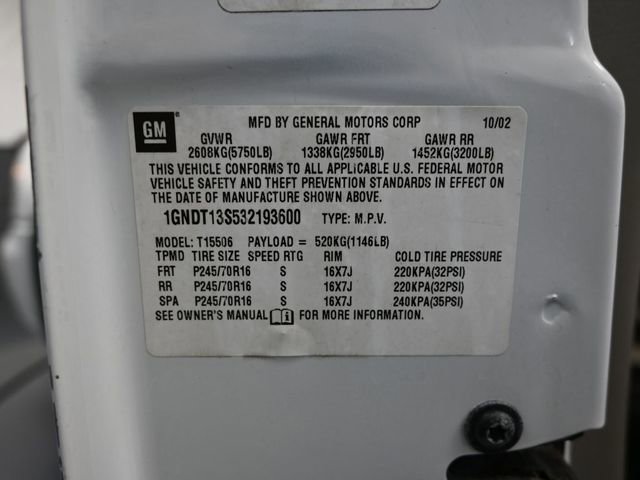 GM® MFD BY GENERAL MOTORS CORP 10/02
GVWR GAWR FRT GAWR RR
2608KG(5750LB) 1338KG(2950LB) 1452KG(3200LB)
THIS VEHICLE CONFORMS TO ALL APPLICABLE U.S. FEDERAL MOTOR
VEHICLE SAFETY AND THEFT PREVENTION STANDARDS IN EFFECT ON
THE DATE OF MANUFACTURE SHOWN ABOVE.
1GNDT13S532193600 TYPE: M.P.V.
MODEL: T15506 PAYLOAD = 520KG(1146LB)
TPMD TIRE SIZE SPEED RTG RIM COLD TIRE PRESSURE
FRT P245/70R16 S 16X7J 220KPA(32PSI)
RR P245/70R16 S 16X7J 220KPA(32PSI)
SPA P245/70R16 S 16X7J 240KPA(35PSI)
SEE OWNER'S MANUAL i FOR MORE INFORMATION.